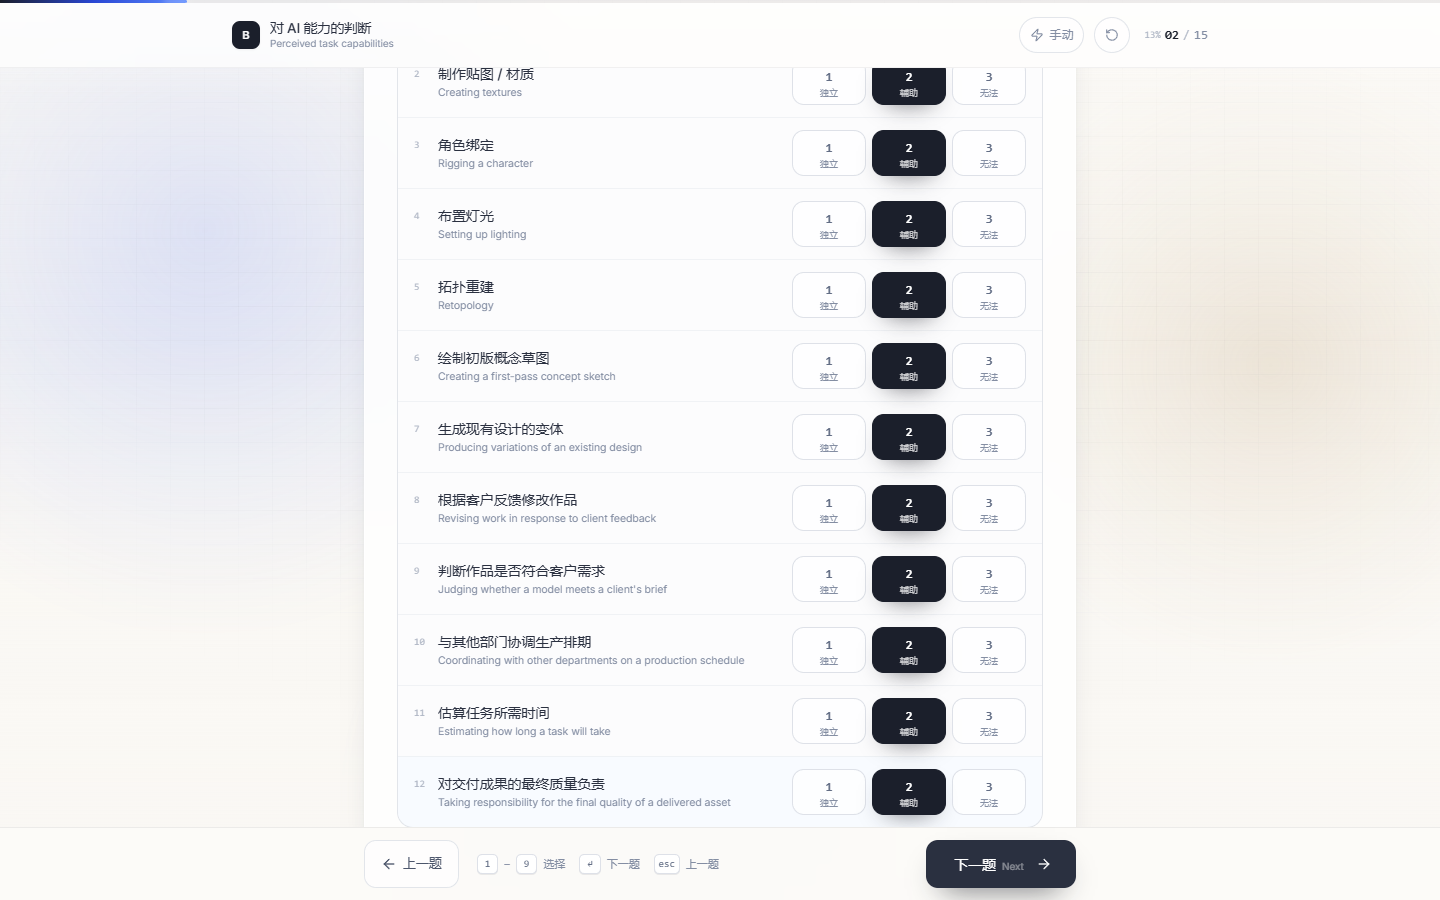 B
对 AI 能力的判断
Perceived task capabilities
手动
13% 02 / 15
2 制作贴图 / 材质
Creating textures
1 独立
2 辅助
3 无法
3 角色绑定
Rigging a character
1 独立
2 辅助
3 无法
4 布置灯光
Setting up lighting
1 独立
2 辅助
3 无法
5 拓扑重建
Retopology
1 独立
2 辅助
3 无法
6 绘制初版概念草图
Creating a first-pass concept sketch
1 独立
2 辅助
3 无法
7 生成现有设计的变体
Producing variations of an existing design
1 独立
2 辅助
3 无法
8 根据客户反馈修改作品
Revising work in response to client feedback
1 独立
2 辅助
3 无法
9 判断作品是否符合客户需求
Judging whether a model meets a client's brief
1 独立
2 辅助
3 无法
10 与其他部门协调生产排期
Coordinating with other departments on a production schedule
1 独立
2 辅助
3 无法
11 估算任务所需时间
Estimating how long a task will take
1 独立
2 辅助
3 无法
12 对交付成果的最终质量负责
Taking responsibility for the final quality of a delivered asset
1 独立
2 辅助
3 无法
← 上一题
1 – 9 选择 ↵ 下一题 esc 上一题
下一题 Next →